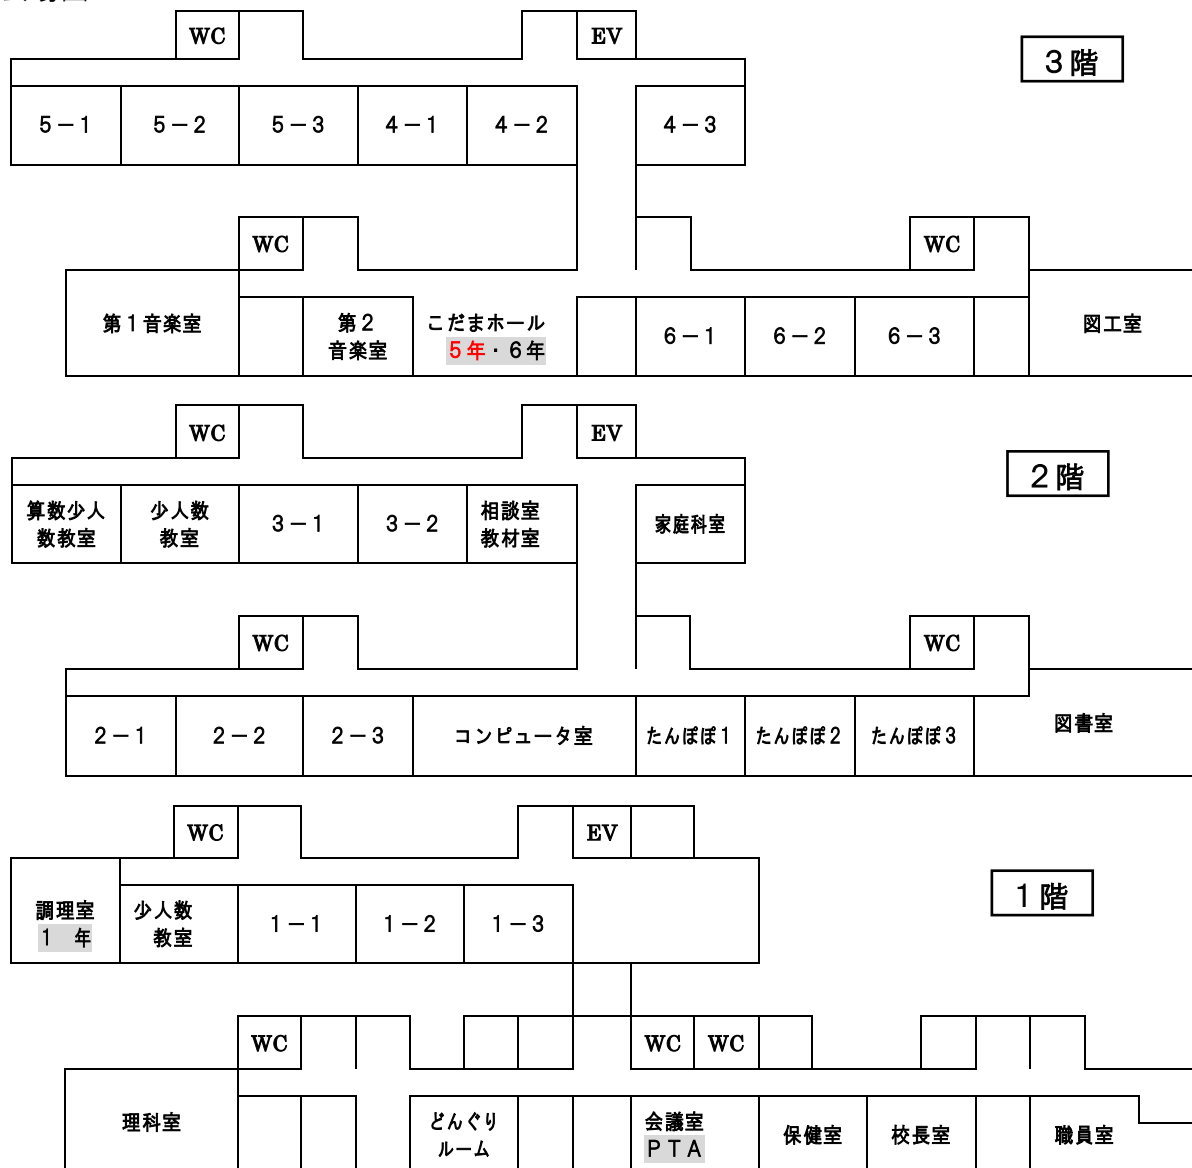 WC EV
3階
5－1 5－2 5－3 4－1 4－2 4－3
WC WC
第1音楽室 第2 こだまホール 6－1 6－2 6－3 図工室
音楽室 5年・6年
WC EV
2階
算数少人 少人数 3－1 3－2 相談室 家庭科室
数教室 教室 教材室
WC WC
2－1 2－2 2－3 コンピュータ室 たんぽぽ1 たんぽぽ2 たんぽぽ3 図書室
WC EV
1階
調理室 少人数 1－1 1－2 1－3
1 年 教室
WC WC WC
理科室 どんぐり 会議室 保健室 校長室 職員室
ルーム PTA